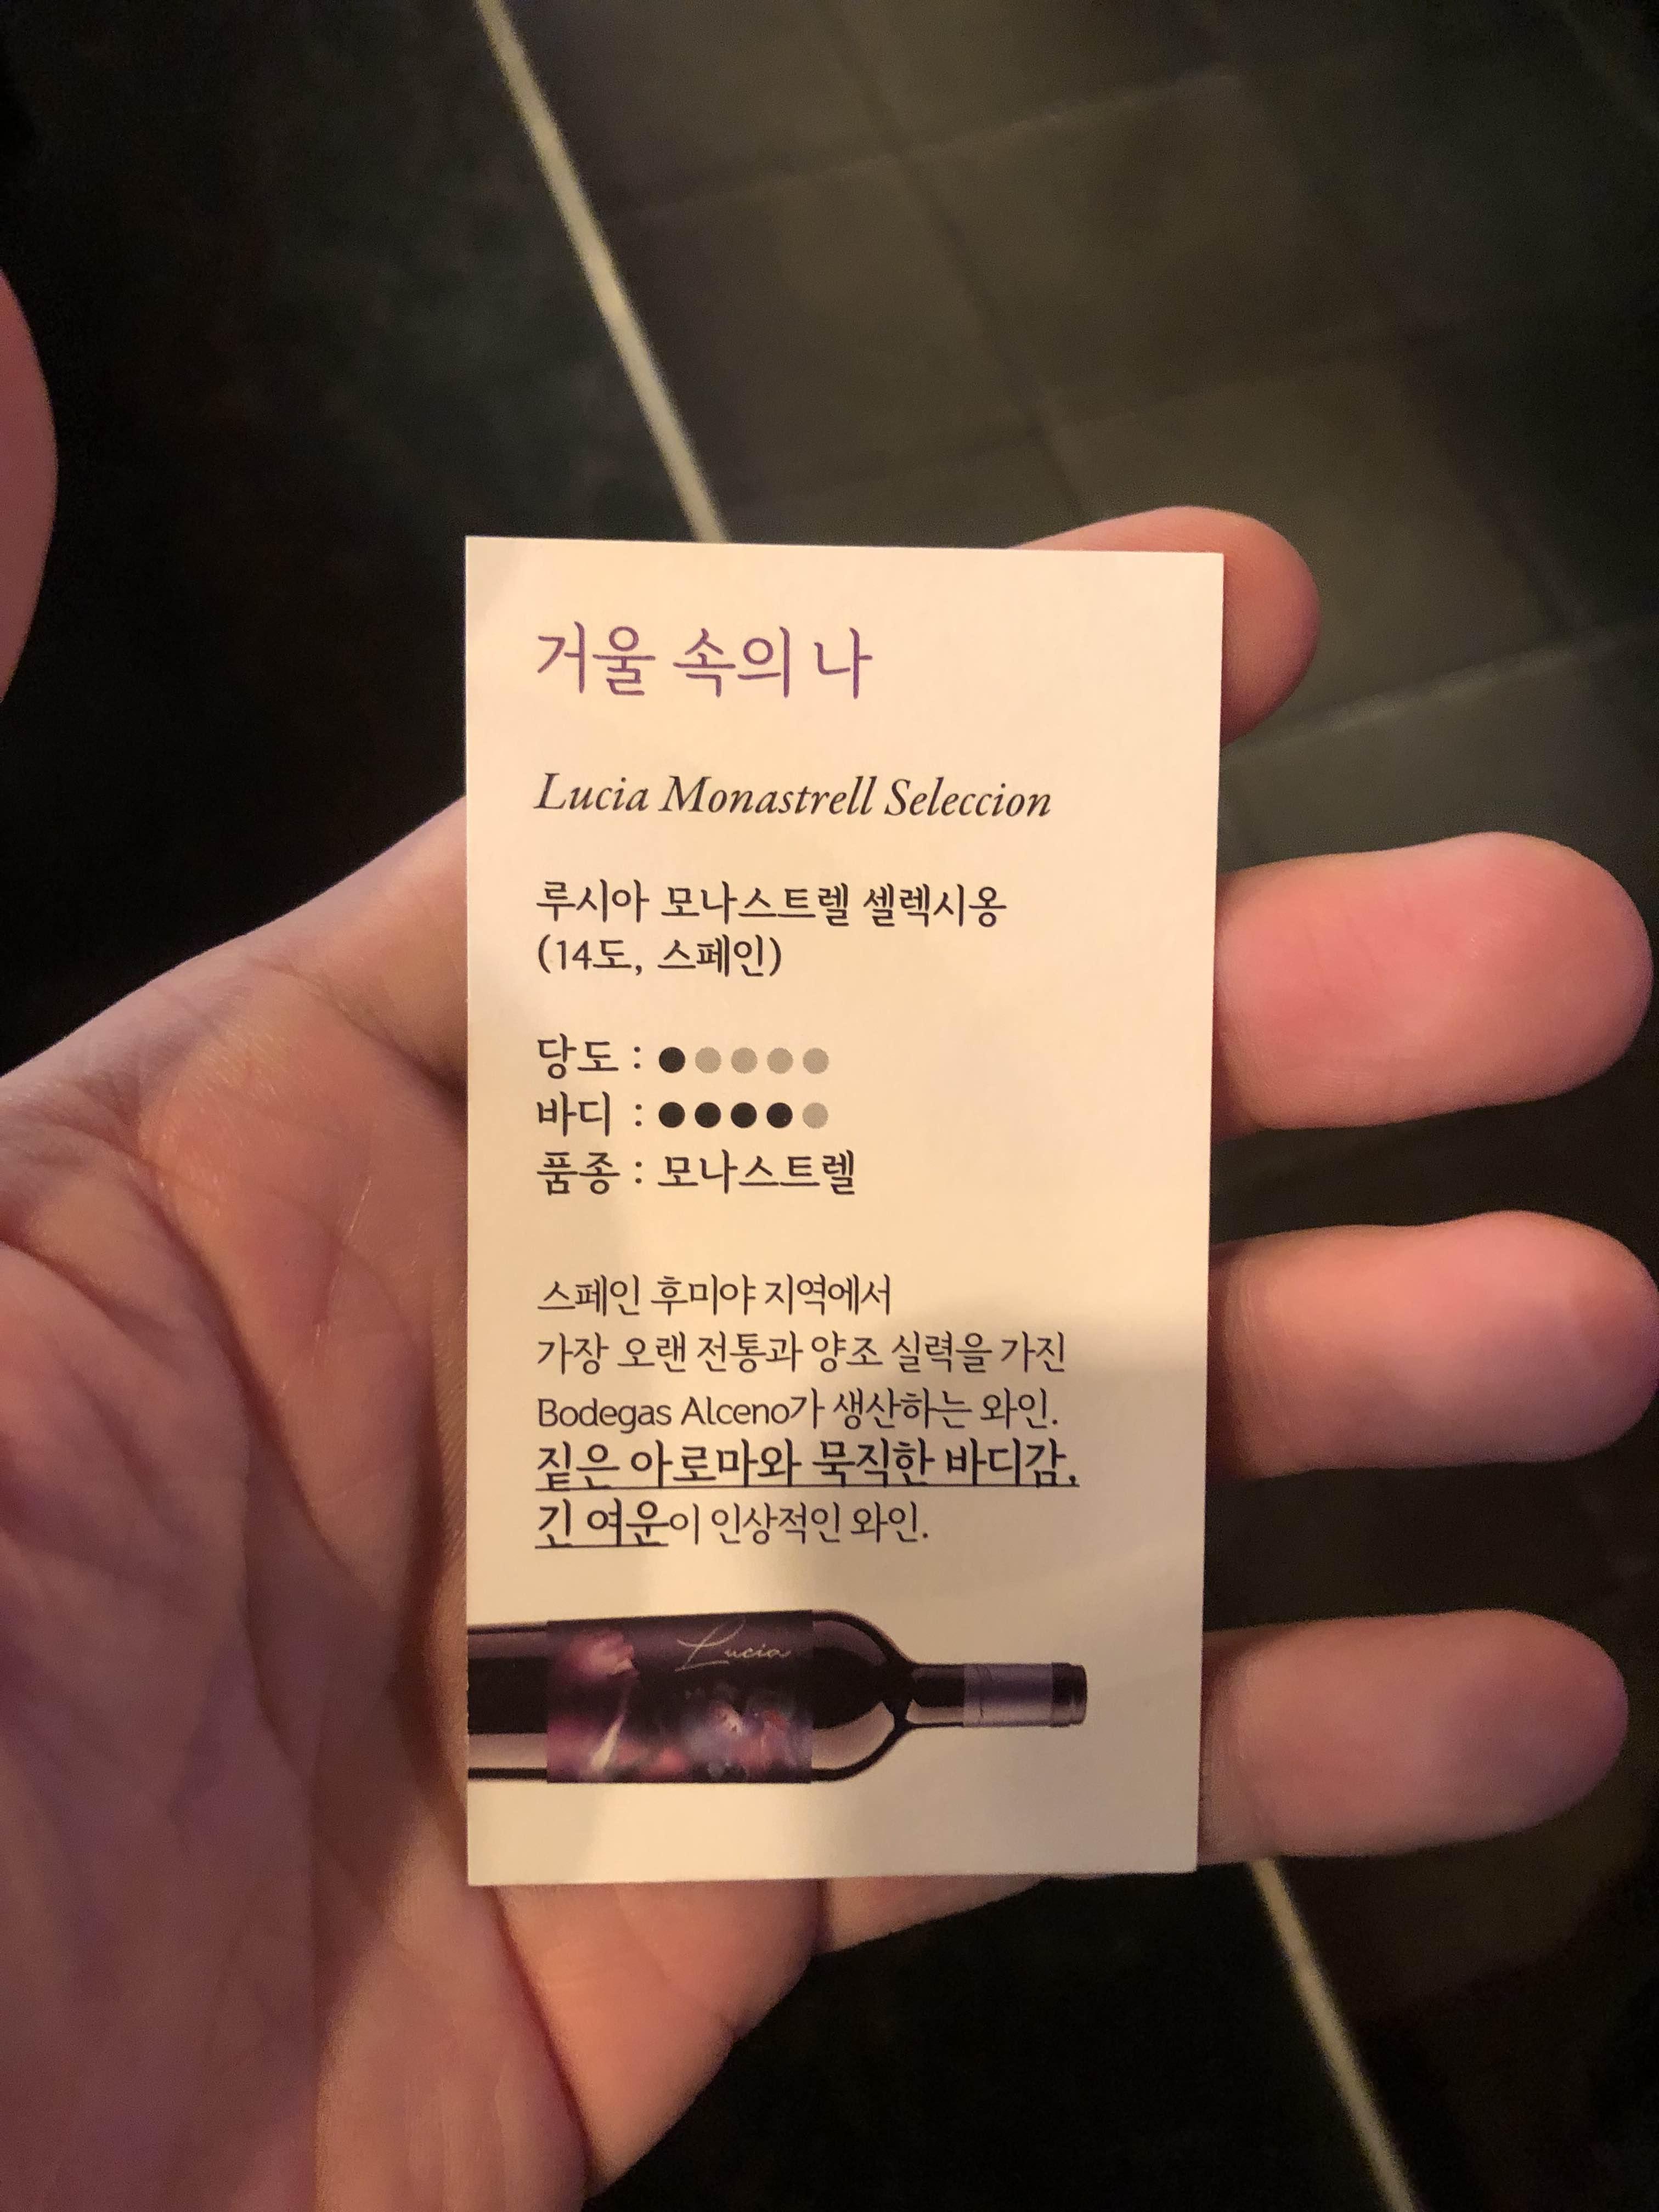 거울 속의 나
Lucia Monastrell Seleccion
루시아 모나스트렐 셀렉시옹
(14도, 스페인)
당도 : ●●●●●
바디 : ●●●●●
품종 : 모나스트렐
스페인 후미야 지역에서
가장 오랜 전통과 양조 실력을 가진
Bodegas Alceno가 생산하는 와인.
짙은 아로마와 묵직한 바디감,
긴 여운이 인상적인 와인.
Lucia